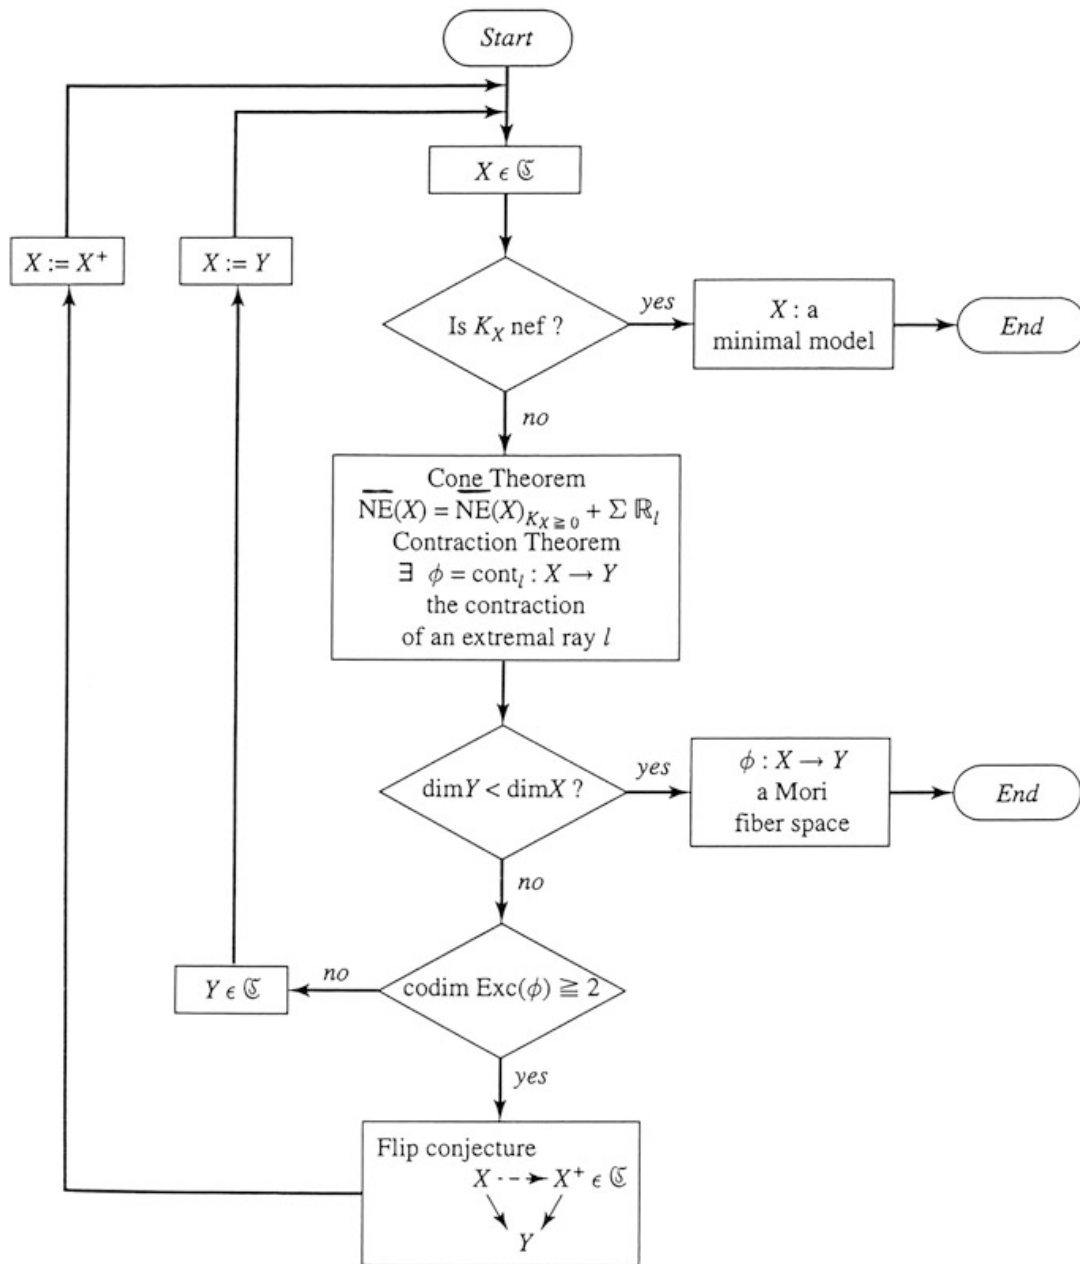 Start
X ϵ ℭ
X := X⁺
X := Y
Is K_X nef ?
yes
X : a
minimal model
End
no
Cone Theorem
N̅E̅(X) = N̅E̅(X)_{K_X ≧ 0} + Σ ℝ_l
Contraction Theorem
∃ ϕ = cont_l : X → Y
the contraction
of an extremal ray l
dimY < dimX ?
yes
ϕ : X → Y
a Mori
fiber space
End
no
codim Exc(ϕ) ≧ 2
no
Y ϵ ℭ
yes
Flip conjecture
X ⇢ X⁺ ϵ ℭ
Y